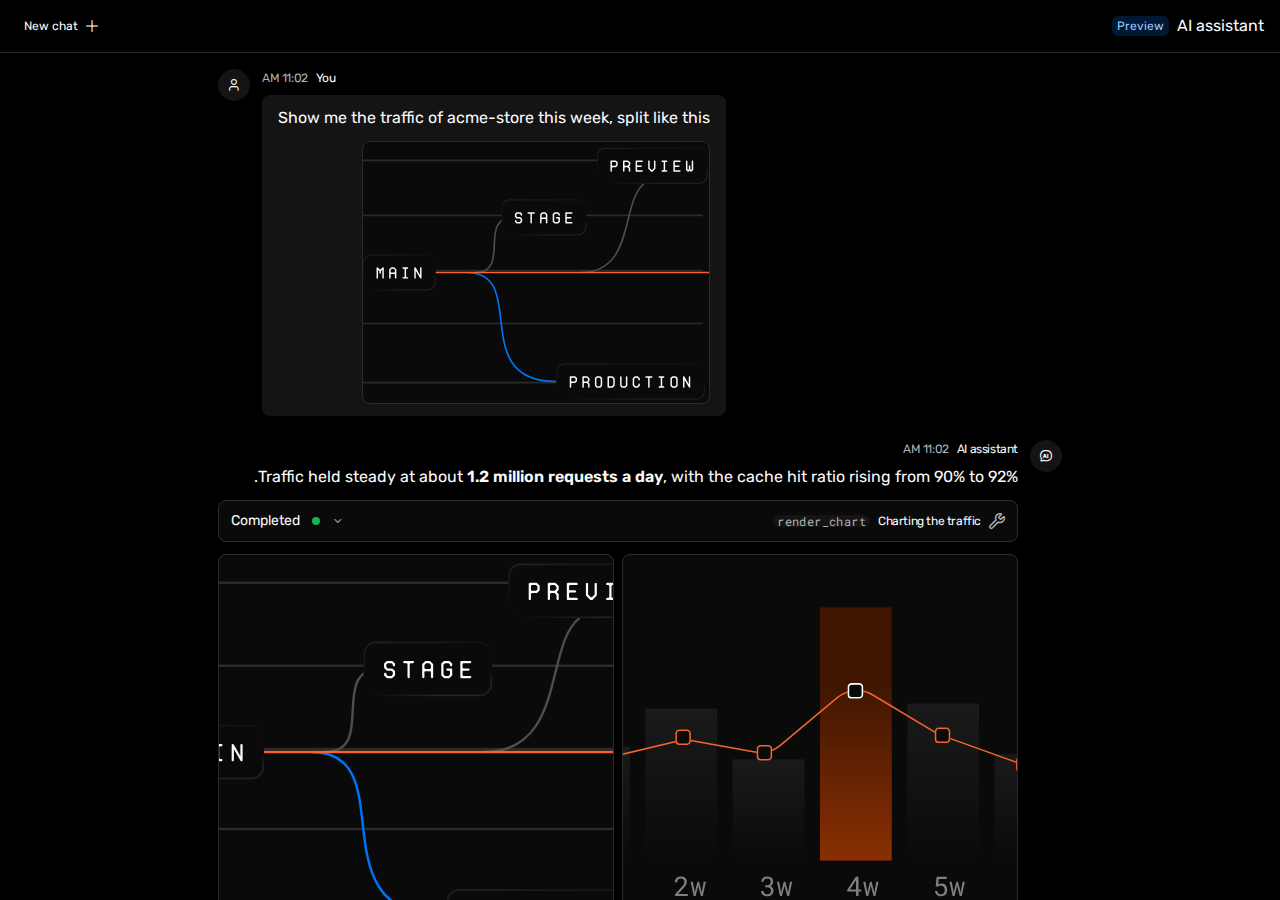 New chat
Preview AI assistant
AM 11:02 You
Show me the traffic of acme-store this week, split like this
PREVIEW
STAGE
MAIN
PRODUCTION
AM 11:02 AI assistant
.Traffic held steady at about 1.2 million requests a day, with the cache hit ratio rising from 90% to 92%
Completed
render_chart Charting the traffic
PREVI
STAGE
IN
2w 3w 4w 5w